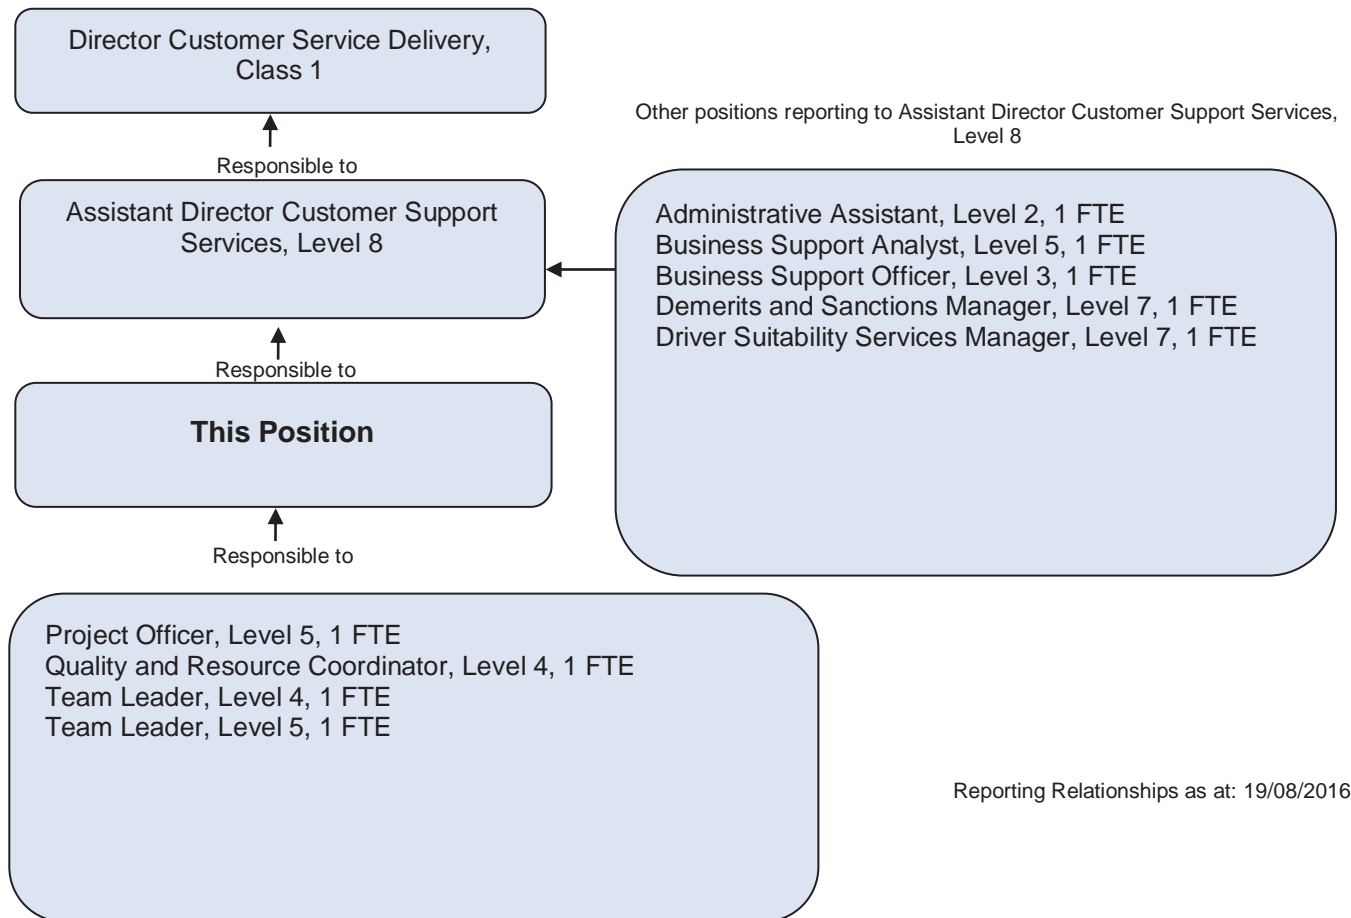 Director Customer Service Delivery,
Class 1
Responsible to
Assistant Director Customer Support
Services, Level 8
Responsible to
This Position
Responsible to
Project Officer, Level 5, 1 FTE
Quality and Resource Coordinator, Level 4, 1 FTE
Team Leader, Level 4, 1 FTE
Team Leader, Level 5, 1 FTE
Other positions reporting to Assistant Director Customer Support Services,
Level 8
Administrative Assistant, Level 2, 1 FTE
Business Support Analyst, Level 5, 1 FTE
Business Support Officer, Level 3, 1 FTE
Demerits and Sanctions Manager, Level 7, 1 FTE
Driver Suitability Services Manager, Level 7, 1 FTE
Reporting Relationships as at: 19/08/2016